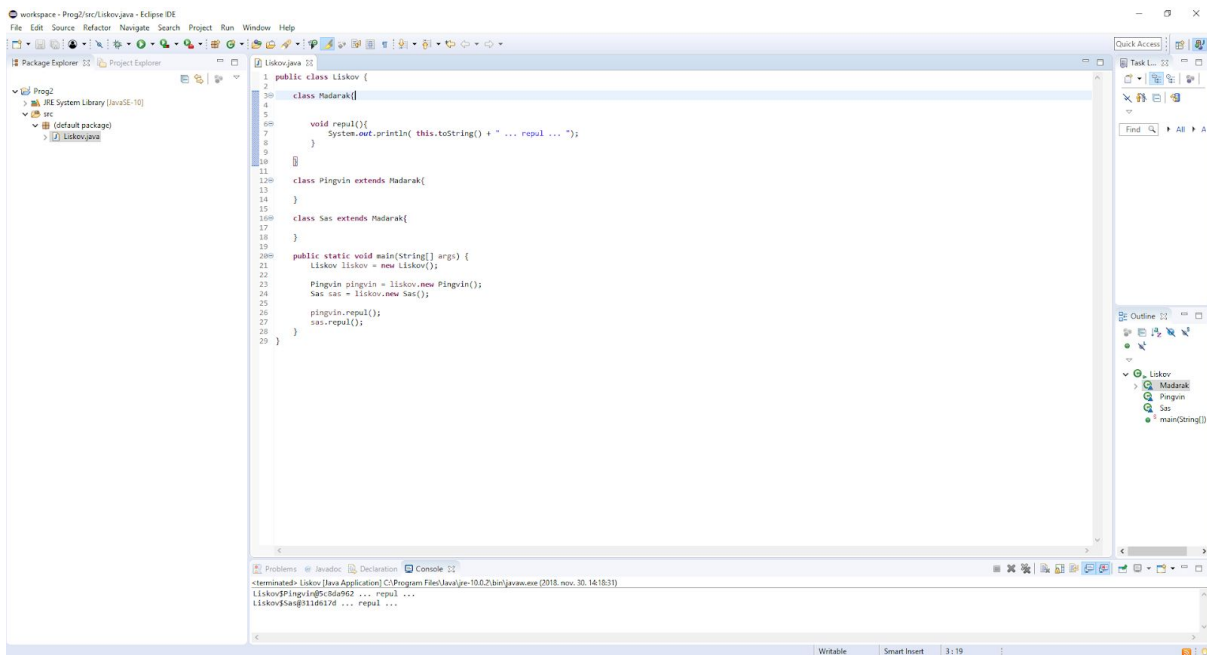 workspace - Prog2/src/Liskov.java - Eclipse IDE
File Edit Source Refactor Navigate Search Project Run Window Help
Quick Access
Package Explorer
Project Explorer
Prog2
JRE System Library [JavaSE-10]
src
(default package)
Liskov.java
Liskov.java
1 public class Liskov {
2
3 class Madarak{
4
5
6 void repul(){
7 System.out.println( this.toString() + " ... repul ... ");
8 }
9
10 }
11
12 class Pingvin extends Madarak{
13
14 }
15
16 class Sas extends Madarak{
17
18 }
19
20 public static void main(String[] args) {
21 Liskov liskov = new Liskov();
22
23 Pingvin pingvin = liskov.new Pingvin();
24 Sas sas = liskov.new Sas();
25
26 pingvin.repul();
27 sas.repul();
28 }
29 }
Task L...
Find All A
Outline
Liskov
Madarak
Pingvin
Sas
main(String[])
Problems Javadoc Declaration Console
<terminated> Liskov [Java Application] C:\Program Files\Java\jre-10.0.2\bin\javaw.exe (2018. nov. 30. 14:18:31)
Liskov$Pingvin@5c8da962 ... repul ...
Liskov$Sas@311d617d ... repul ...
Writable Smart Insert 3 : 19